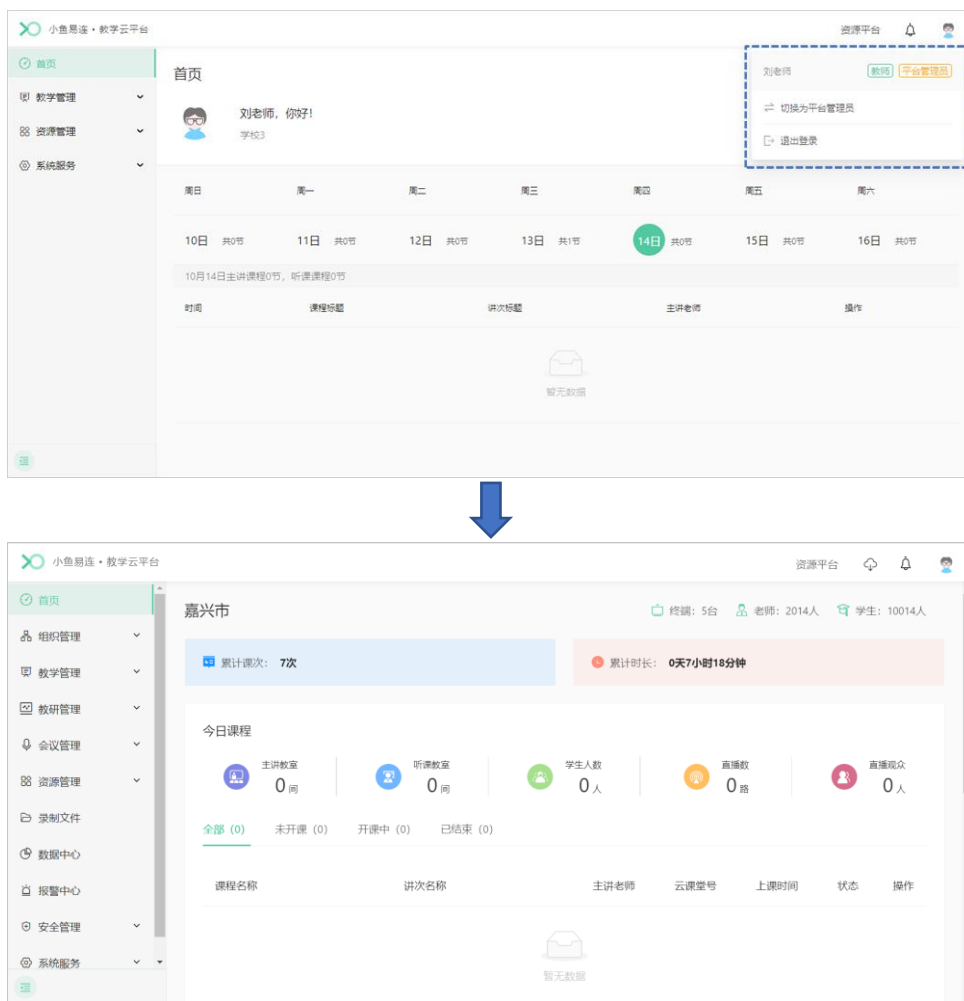 小鱼易连·教学云平台
资源平台
首页
教学管理
资源管理
系统服务
首页
刘老师，你好!
学校3
刘老师 教师 平台管理员
切换为平台管理员
退出登录
周日 周一 周二 周三 周四 周五 周六
10日 共0节 11日 共0节 12日 共0节 13日 共1节 14日 共0节 15日 共0节 16日 共0节
10月14日主讲课程0节，听课课程0节
时间 课程标题 讲次标题 主讲老师 操作
暂无数据
小鱼易连·教学云平台
资源平台
首页
组织管理
教学管理
教研管理
会议管理
资源管理
录制文件
数据中心
报警中心
安全管理
系统服务
嘉兴市
终端：5台 老师：2014人 学生：10014人
累计课次： 7次
累计时长： 0天7小时18分钟
今日课程
主讲教室 听课教室 学生人数 直播数 直播观众
0间 0间 0人 0路 0人
全部 (0) 未开课 (0) 开课中 (0) 已结束 (0)
课程名称 讲次名称 主讲老师 云课堂号 上课时间 状态 操作
暂无数据